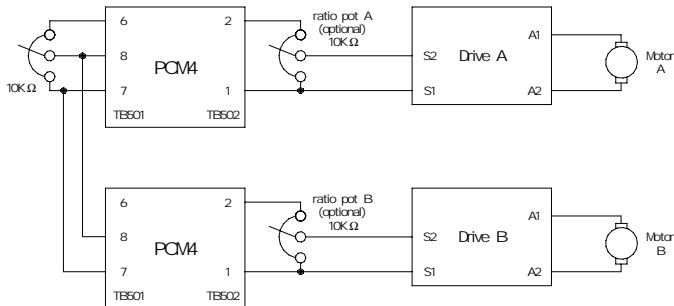 6
2
ratio pot A
(optional)
10KΩ
A1
8
PCM4
S2
Drive A
Motor
A
10KΩ
7
1
S1
A2
TB501
TB502
6
2
ratio pot B
(optional)
10KΩ
A1
8
PCM4
S2
Drive B
Motor
B
7
1
S1
A2
TB501
TB502